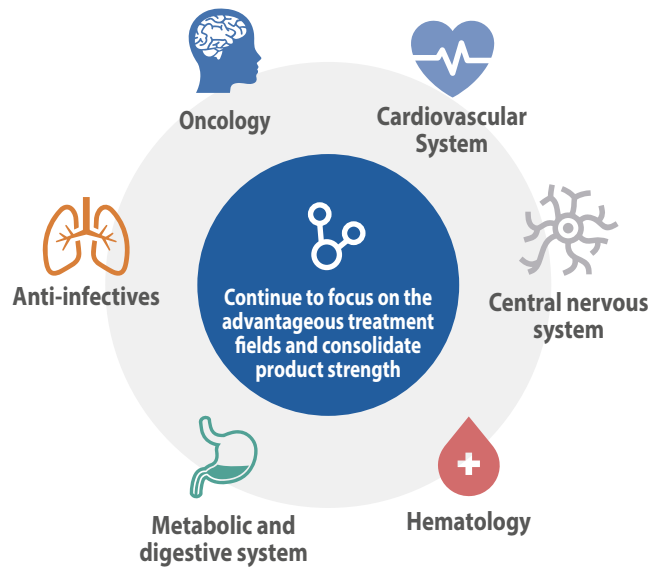 Oncology
Cardiovascular
System
Anti-infectives
Continue to focus on the
advantageous treatment
fields and consolidate
product strength
Central nervous
system
Metabolic and
digestive system
Hematology